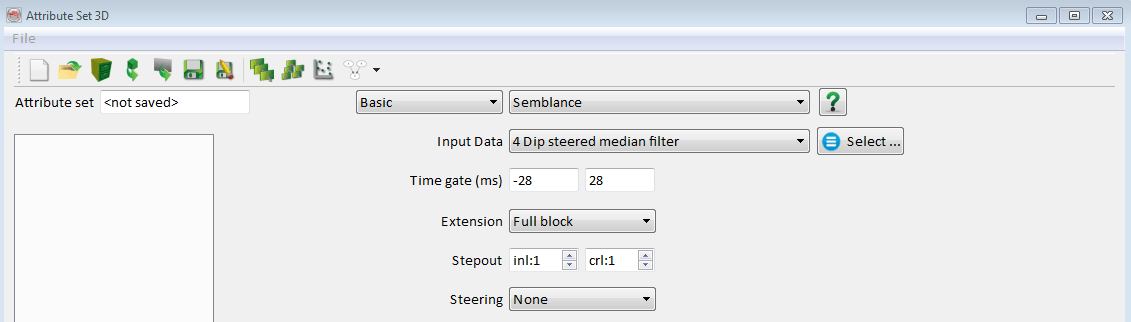 Attribute Set 3D
File
Attribute set <not saved> Basic Semblance ?
Input Data 4 Dip steered median filter Select ...
Time gate (ms) -28 28
Extension Full block
Stepout inl:1 crl:1
Steering None